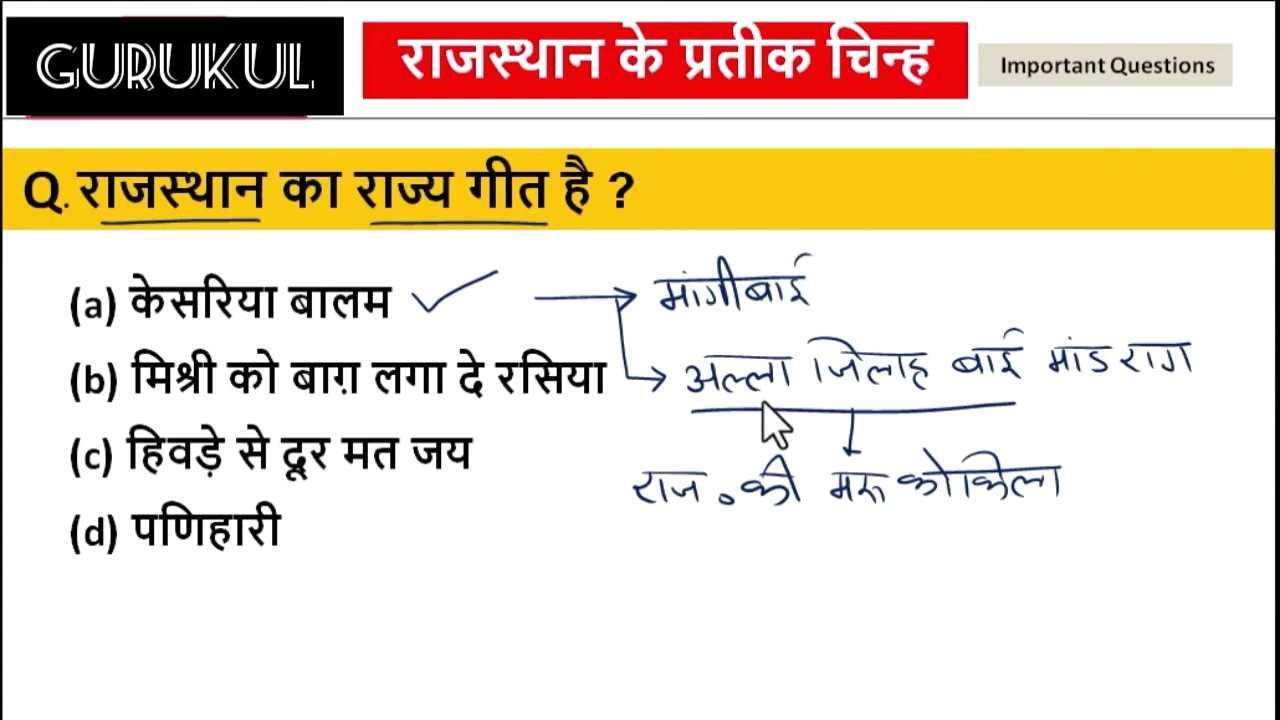 GURUKUL
राजस्थान के प्रतीक चिन्ह
Important Questions
Q. राजस्थान का राज्य गीत है ?
(a) केसरिया बालम
मांगीबाई
(b) मिश्री को बाग़ लगा दे रसिया
अल्ला जिलाह बाई मांड राग
(c) हिवड़े से दूर मत जय
राज. की मरू कोकिला
(d) पणिहारी